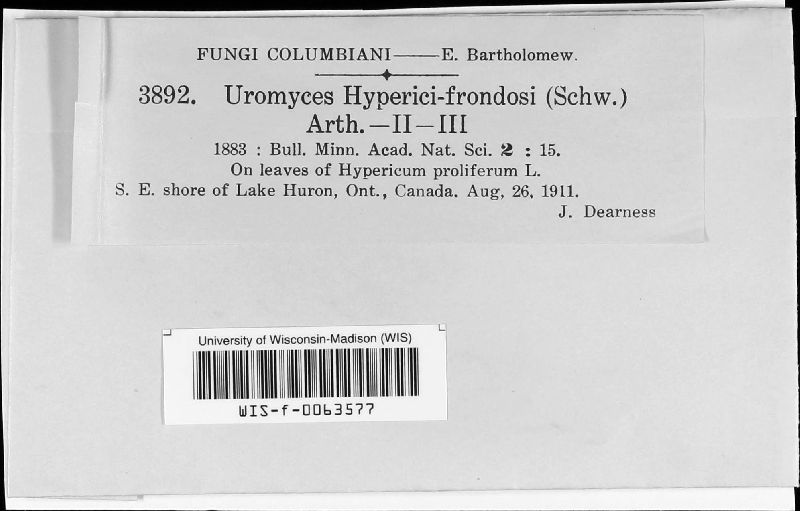 FUNGI COLUMBIANI——E. Bartholomew.
3892. Uromyces Hyperici-frondosi (Schw.)
Arth.—II—III
1883 : Bull. Minn. Acad. Nat. Sci. 2 : 15.
On leaves of Hypericum proliferum L.
S. E. shore of Lake Huron, Ont., Canada. Aug, 26, 1911.
J. Dearness
University of Wisconsin-Madison (WIS)
WIS-f-0063577